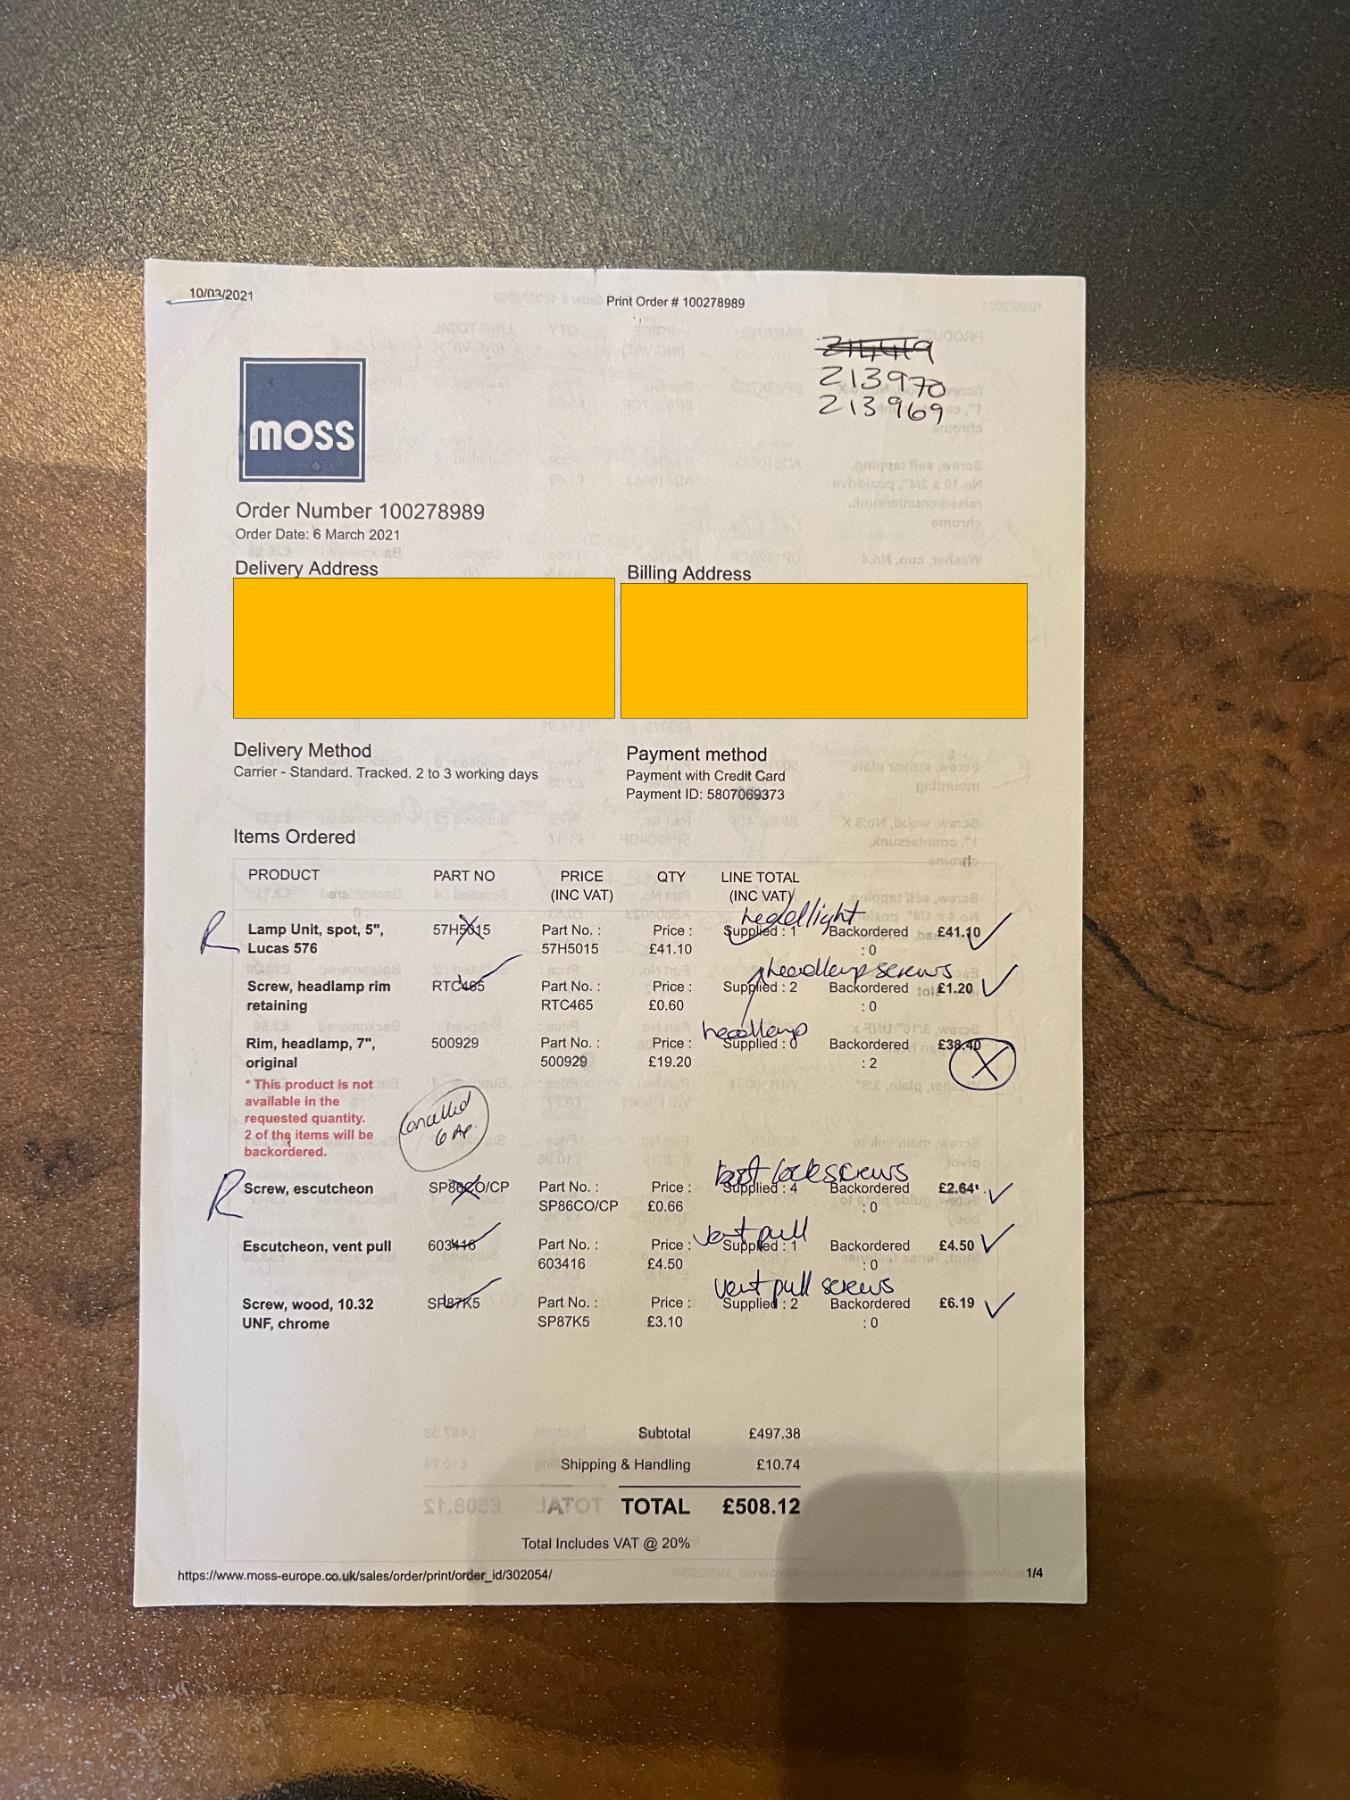 10/03/2021
Print Order # 100278989
213970
213969
moss
Order Number 100278989
Order Date: 6 March 2021
Delivery Address
Billing Address
Delivery Method
Carrier - Standard. Tracked. 2 to 3 working days
Payment method
Payment with Credit Card
Payment ID: 5807069373
Items Ordered
PRODUCT PART NO PRICE QTY LINE TOTAL
(INC VAT) (INC VAT)
headlight
R Lamp Unit, spot, 5", 57H5015 Part No. : Price : Supplied : 1 Backordered £41.10
Lucas 576 57H5015 £41.10 : 0
headlamp screws
Screw, headlamp rim RTC465 Part No. : Price : Supplied : 2 Backordered £1.20
retaining RTC465 £0.60 : 0
headlamp
Rim, headlamp, 7", 500929 Part No. : Price : Supplied : 0 Backordered £38.40
original 500929 £19.20 : 2
* This product is not
available in the
requested quantity.
2 of the items will be
backordered.
Cancelled
6 Ap.
boot lock screws
R Screw, escutcheon SP86CO/CP Part No. : Price : Supplied : 4 Backordered £2.64
SP86CO/CP £0.66 : 0
vent pull
Escutcheon, vent pull 603416 Part No. : Price : Supplied : 1 Backordered £4.50
603416 £4.50 : 0
vent pull screws
Screw, wood, 10.32 SP87K5 Part No. : Price : Supplied : 2 Backordered £6.19
UNF, chrome SP87K5 £3.10 : 0
Subtotal £497.38
Shipping & Handling £10.74
TOTAL £508.12
Total Includes VAT @ 20%
https://www.moss-europe.co.uk/sales/order/print/order_id/302054/
1/4